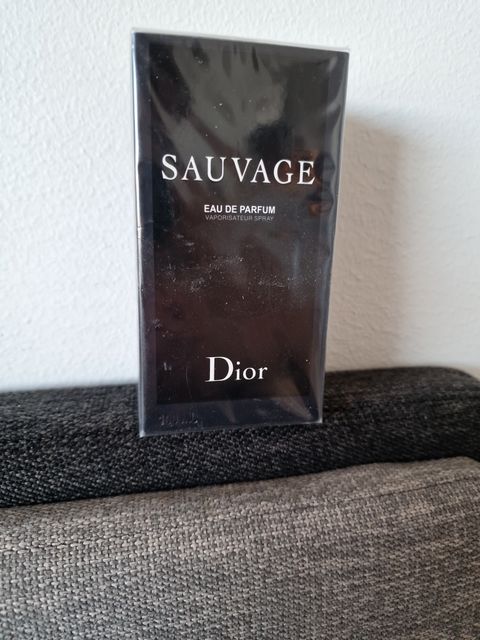 SAUVAGE
EAU DE PARFUM
VAPORISATEUR SPRAY
Dior